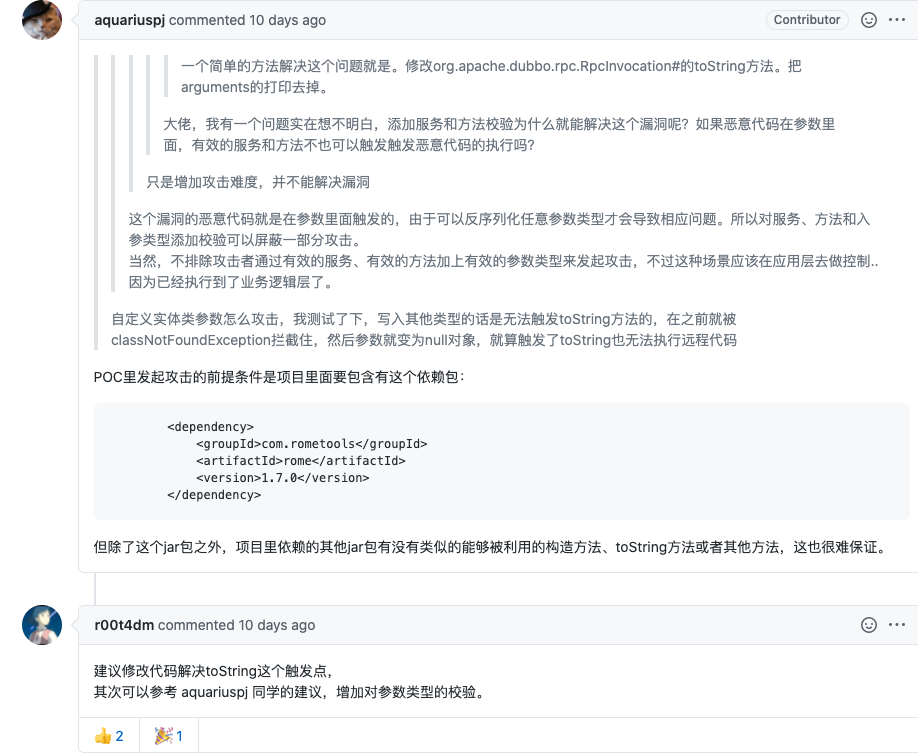 aquariuspj commented 10 days ago
Contributor
一个简单的方法解决这个问题就是。修改org.apache.dubbo.rpc.RpcInvocation#的toString方法。把
arguments的打印去掉。
大佬，我有一个问题实在想不明白，添加服务和方法校验为什么就能解决这个漏洞呢？如果恶意代码在参数里
面，有效的服务和方法不也可以触发触发恶意代码的执行吗?
只是增加攻击难度，并不能解决漏洞
这个漏洞的恶意代码就是在参数里面触发的，由于可以反序列化任意参数类型才会导致相应问题。所以对服务、方法和入
参类型添加校验可以屏蔽一部分攻击。
当然，不排除攻击者通过有效的服务、有效的方法加上有效的参数类型来发起攻击，不过这种场景应该在应用层去做控制..
因为已经执行到了业务逻辑层了。
自定义实体类参数怎么攻击，我测试了下，写入其他类型的话是无法触发toString方法的，在之前就被
classNotFoundException拦截住，然后参数就变为null对象，就算触发了toString也无法执行远程代码
POC里发起攻击的前提条件是项目里面要包含有这个依赖包：
<dependency>
<groupId>com.rometools</groupId>
<artifactId>rome</artifactId>
<version>1.7.0</version>
</dependency>
但除了这个jar包之外，项目里依赖的其他jar包有没有类似的能够被利用的构造方法、toString方法或者其他方法，这也很难保证。
r00t4dm commented 10 days ago
建议修改代码解决toString这个触发点，
其次可以参考 aquariuspj 同学的建议，增加对参数类型的校验。
👍 2
🎉 1